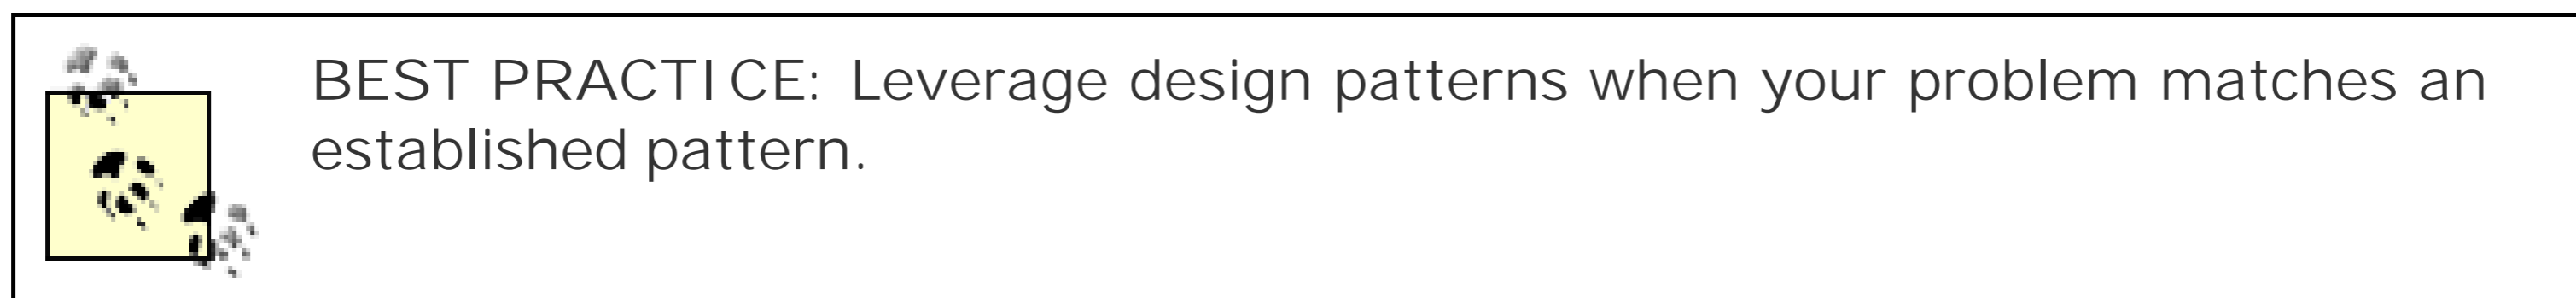 BEST PRACTICE: Leverage design patterns when your problem matches an
established pattern.